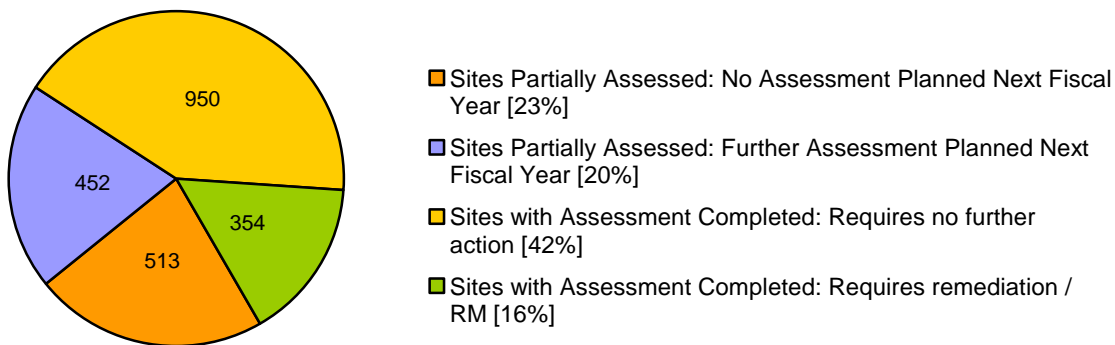 950
452
354
513
Sites Partially Assessed: No Assessment Planned Next Fiscal
Year [23%]
Sites Partially Assessed: Further Assessment Planned Next
Fiscal Year [20%]
Sites with Assessment Completed: Requires no further
action [42%]
Sites with Assessment Completed: Requires remediation /
RM [16%]